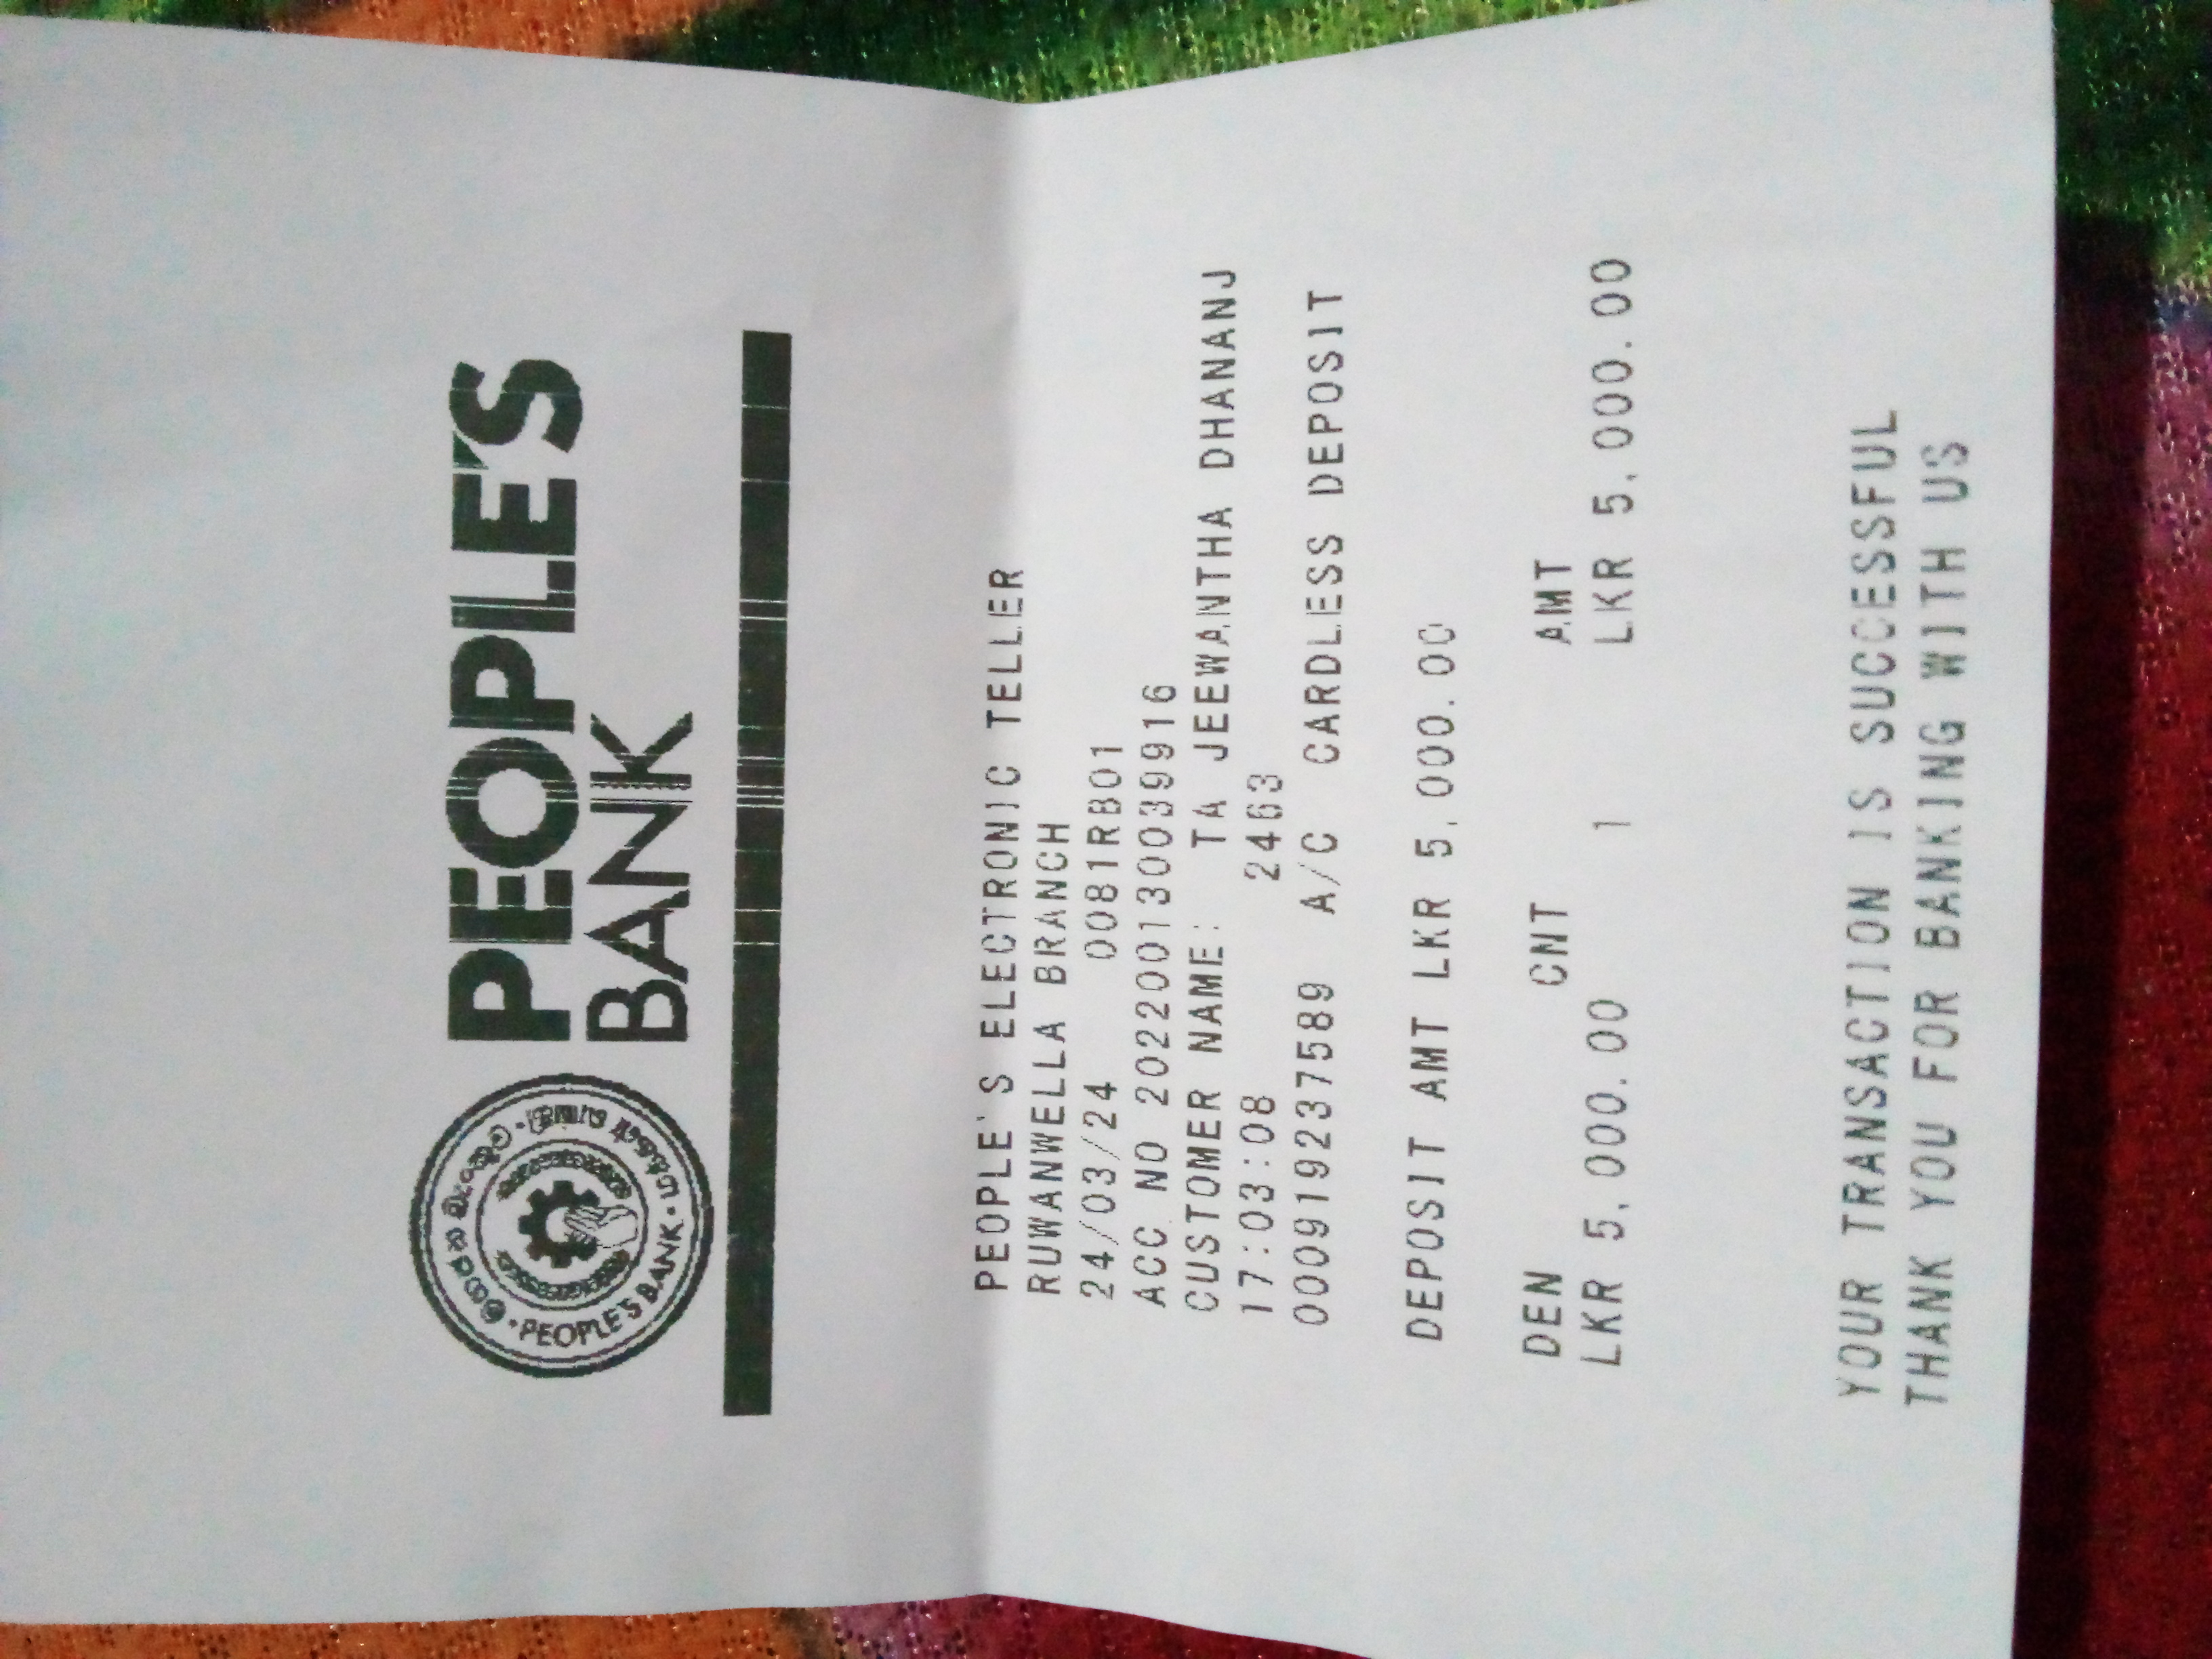 PEOPLE'S
BANK
PEOPLE'S BANK
PEOPLE'S ELECTRONIC TELLER
RUWANWELLA BRANCH
24/03/24 0081RB01
ACC NO 202200130039916
CUSTOMER NAME: TA JEEWANTHA DHANANJ
17:03:08 2463
000919237589 A/C CARDLESS DEPOSIT
DEPOSIT AMT LKR 5,000.00
DEN CNT AMT
LKR 5,000.00 1 LKR 5,000.00
YOUR TRANSACTION IS SUCCESSFUL
THANK YOU FOR BANKING WITH US